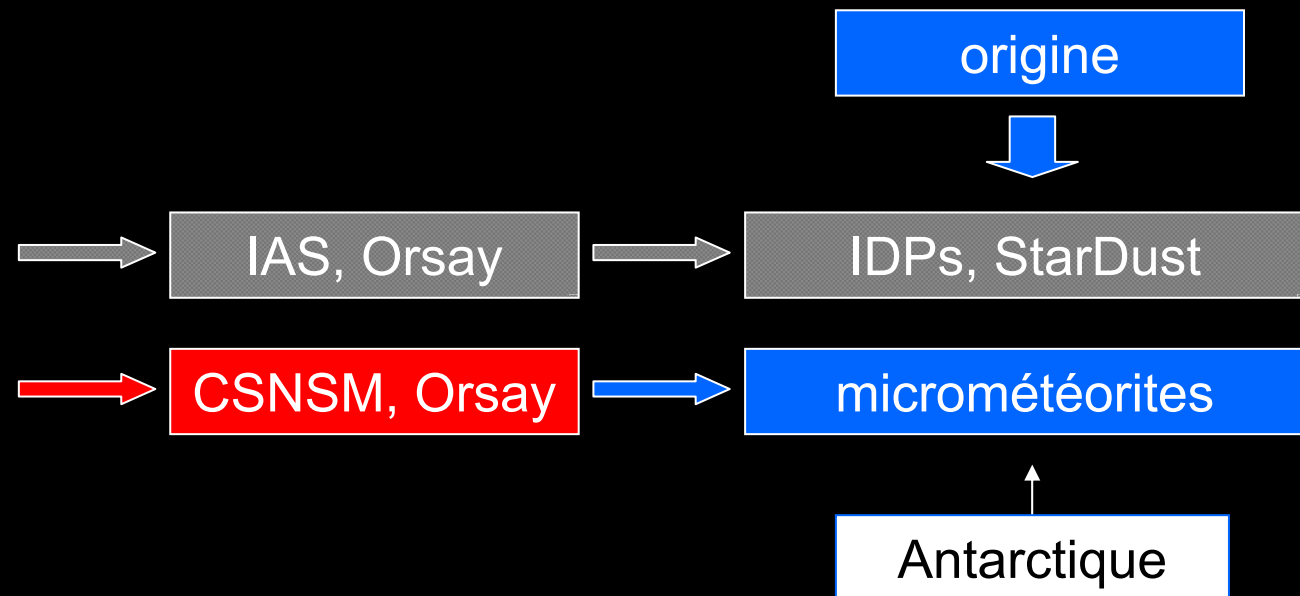 origine
IAS, Orsay
IDPs, StarDust
CSNSM, Orsay
micrométéorites
Antarctique